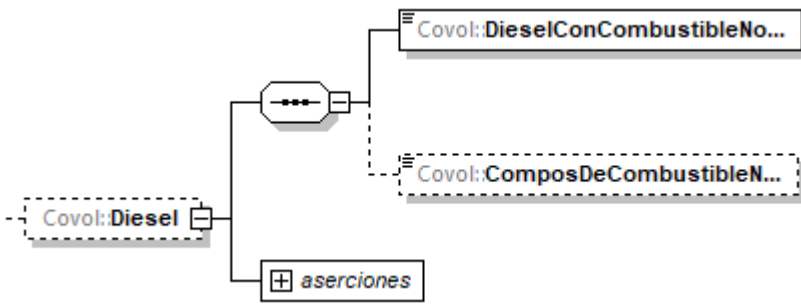 Covol::DieselConCombustibleNo...
Covol::ComposDeCombustibleN...
Covol::Diesel
aserciones